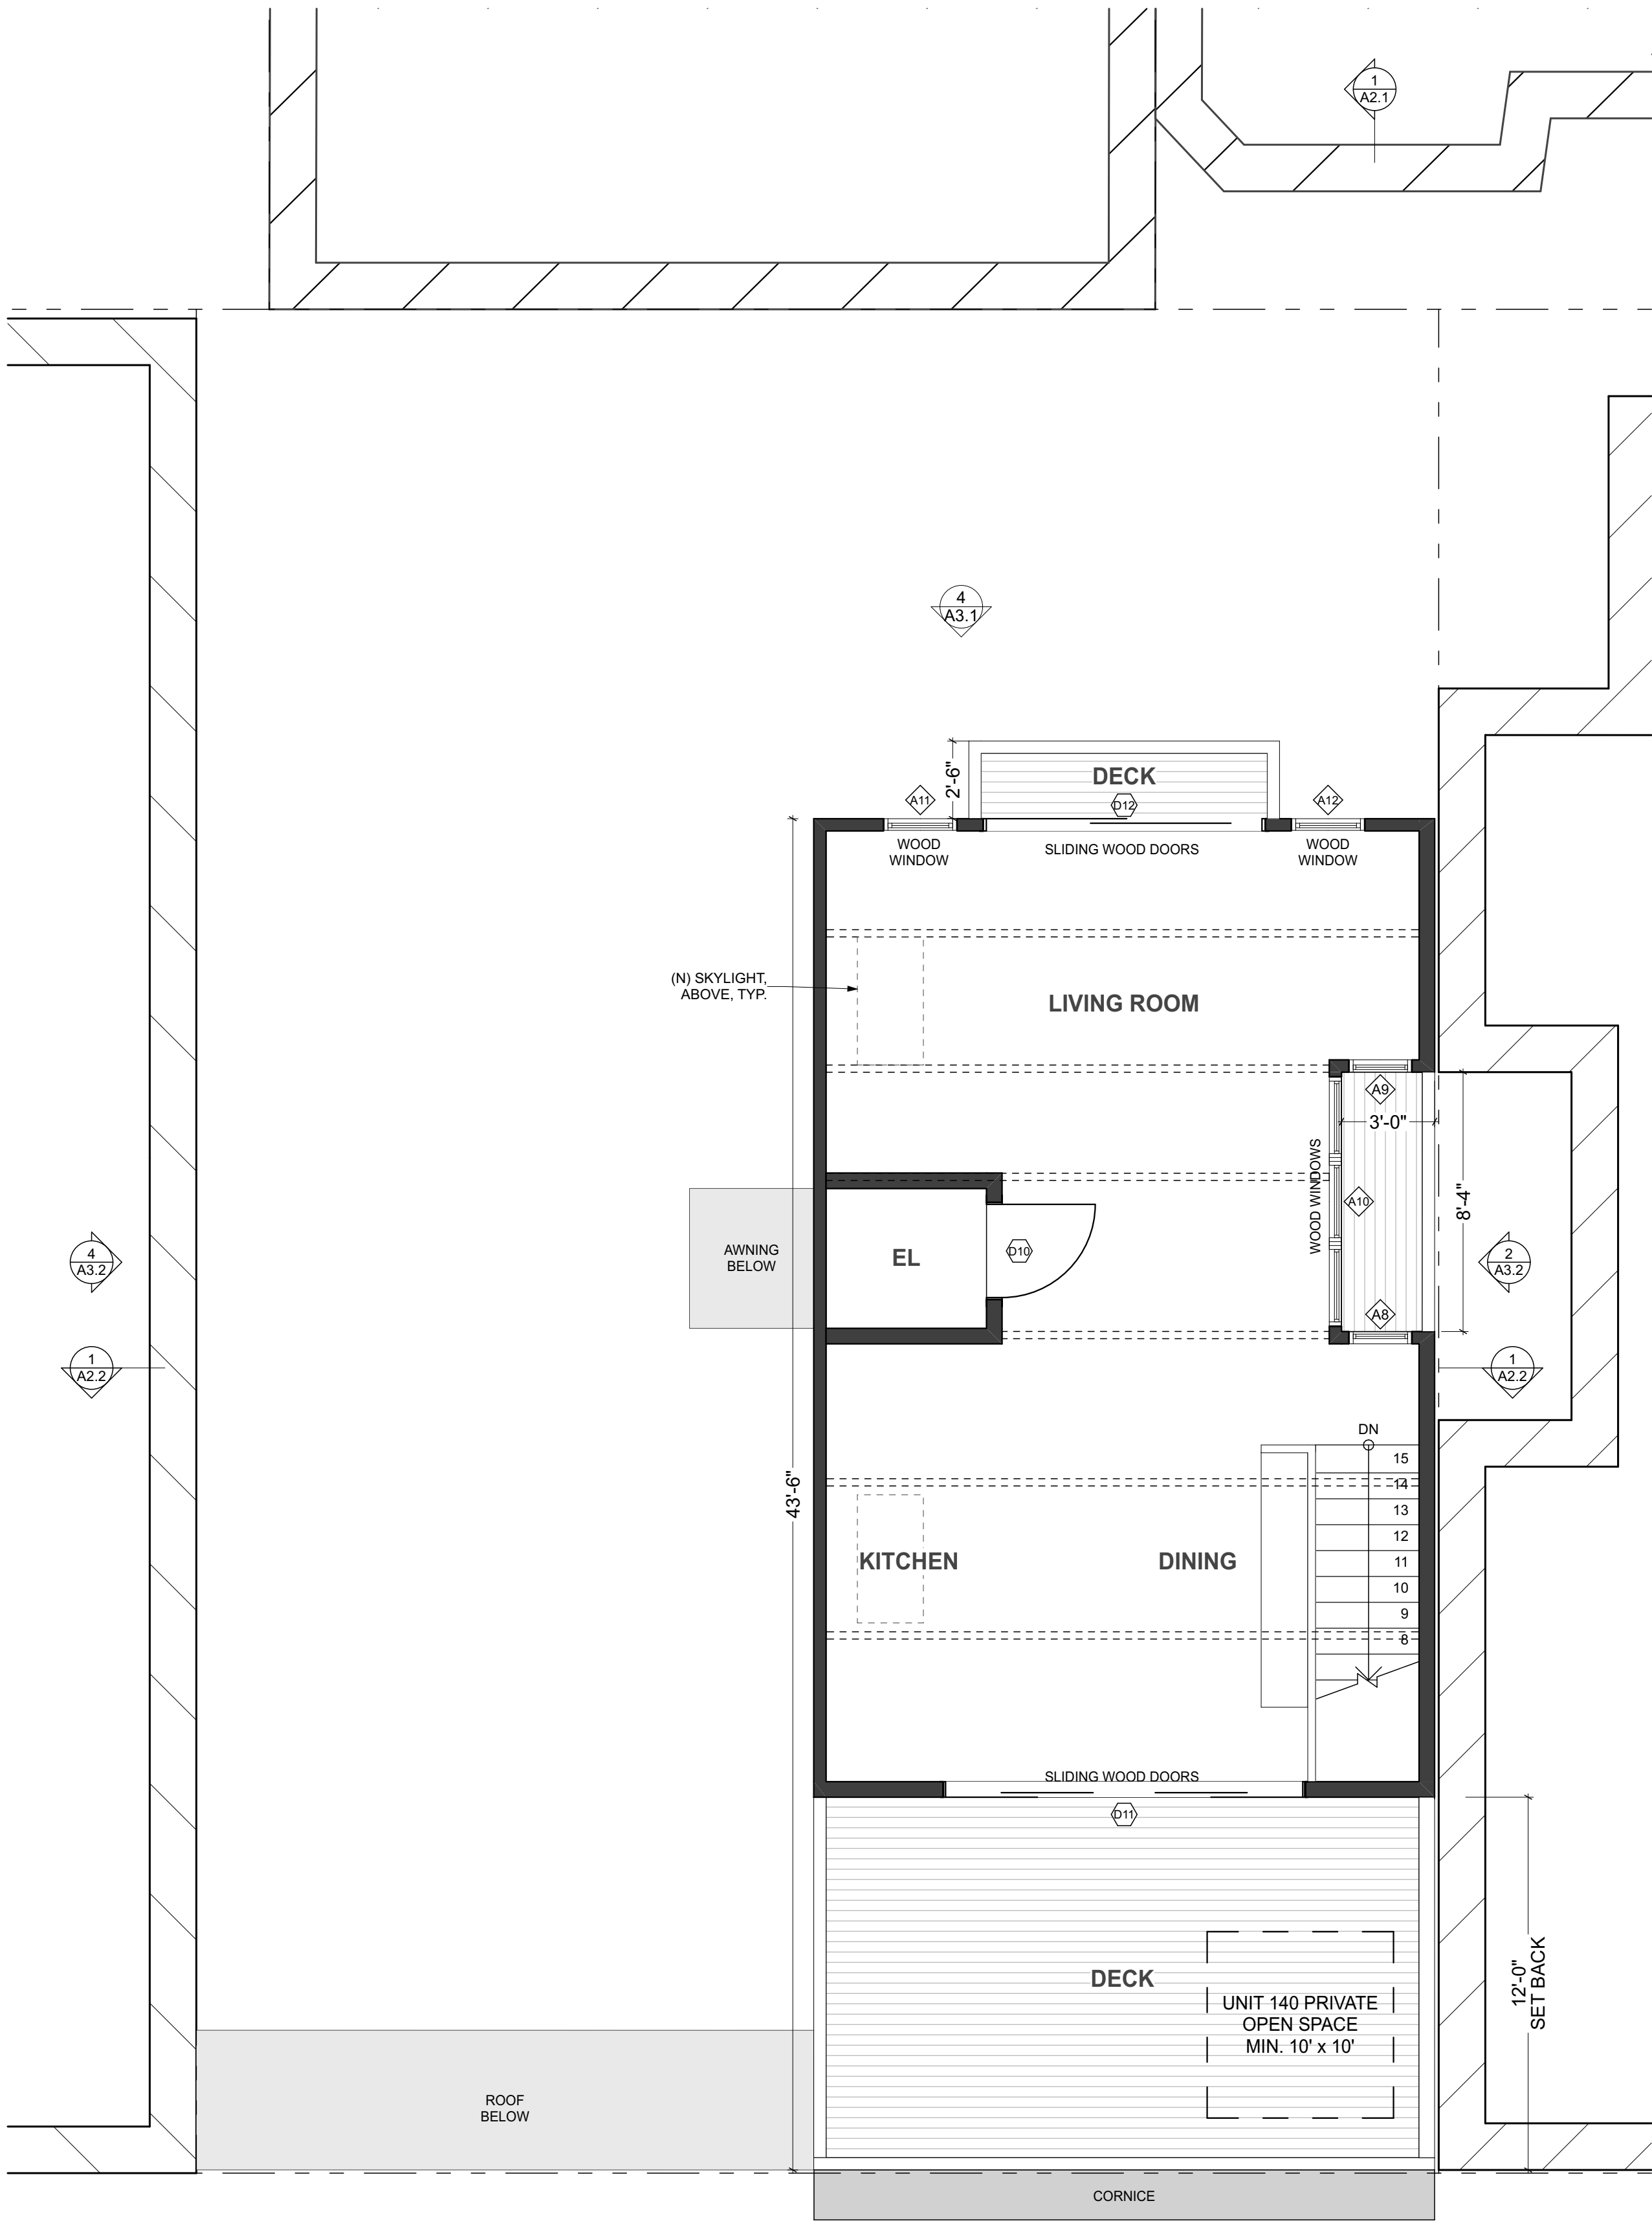 1
A2.1
4
A3.1
2'-6"
DECK
A11
D12
A12
WOOD
WINDOW
SLIDING WOOD DOORS
WOOD
WINDOW
(N) SKYLIGHT,
ABOVE, TYP.
LIVING ROOM
A9
3'-0"
WOOD WINDOWS
A10
8'-4"
4
A3.2
AWNING
BELOW
EL
D10
2
A3.2
A8
1
A2.2
1
A2.2
DN
15
14
13
12
11
10
9
8
43'-6"
KITCHEN
DINING
SLIDING WOOD DOORS
D11
DECK
UNIT 140 PRIVATE
OPEN SPACE
MIN. 10' x 10'
12'-0"
SET BACK
ROOF
BELOW
CORNICE